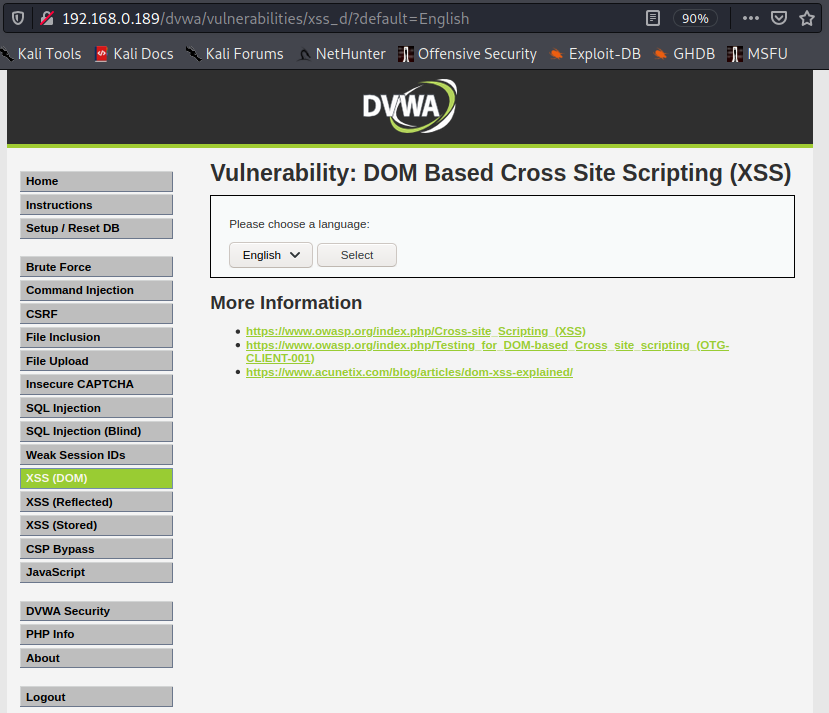 192.168.0.189/dvwa/vulnerabilities/xss_d/?default=English
90%
Kali Tools Kali Docs Kali Forums NetHunter Offensive Security Exploit-DB GHDB MSFU
DVWA
Home
Instructions
Setup / Reset DB
Brute Force
Command Injection
CSRF
File Inclusion
File Upload
Insecure CAPTCHA
SQL Injection
SQL Injection (Blind)
Weak Session IDs
XSS (DOM)
XSS (Reflected)
XSS (Stored)
CSP Bypass
JavaScript
DVWA Security
PHP Info
About
Logout
Vulnerability: DOM Based Cross Site Scripting (XSS)
Please choose a language:
English Select
More Information
https://www.owasp.org/index.php/Cross-site_Scripting_(XSS)
https://www.owasp.org/index.php/Testing_for_DOM-based_Cross_site_scripting_(OTG-
CLIENT-001)
https://www.acunetix.com/blog/articles/dom-xss-explained/